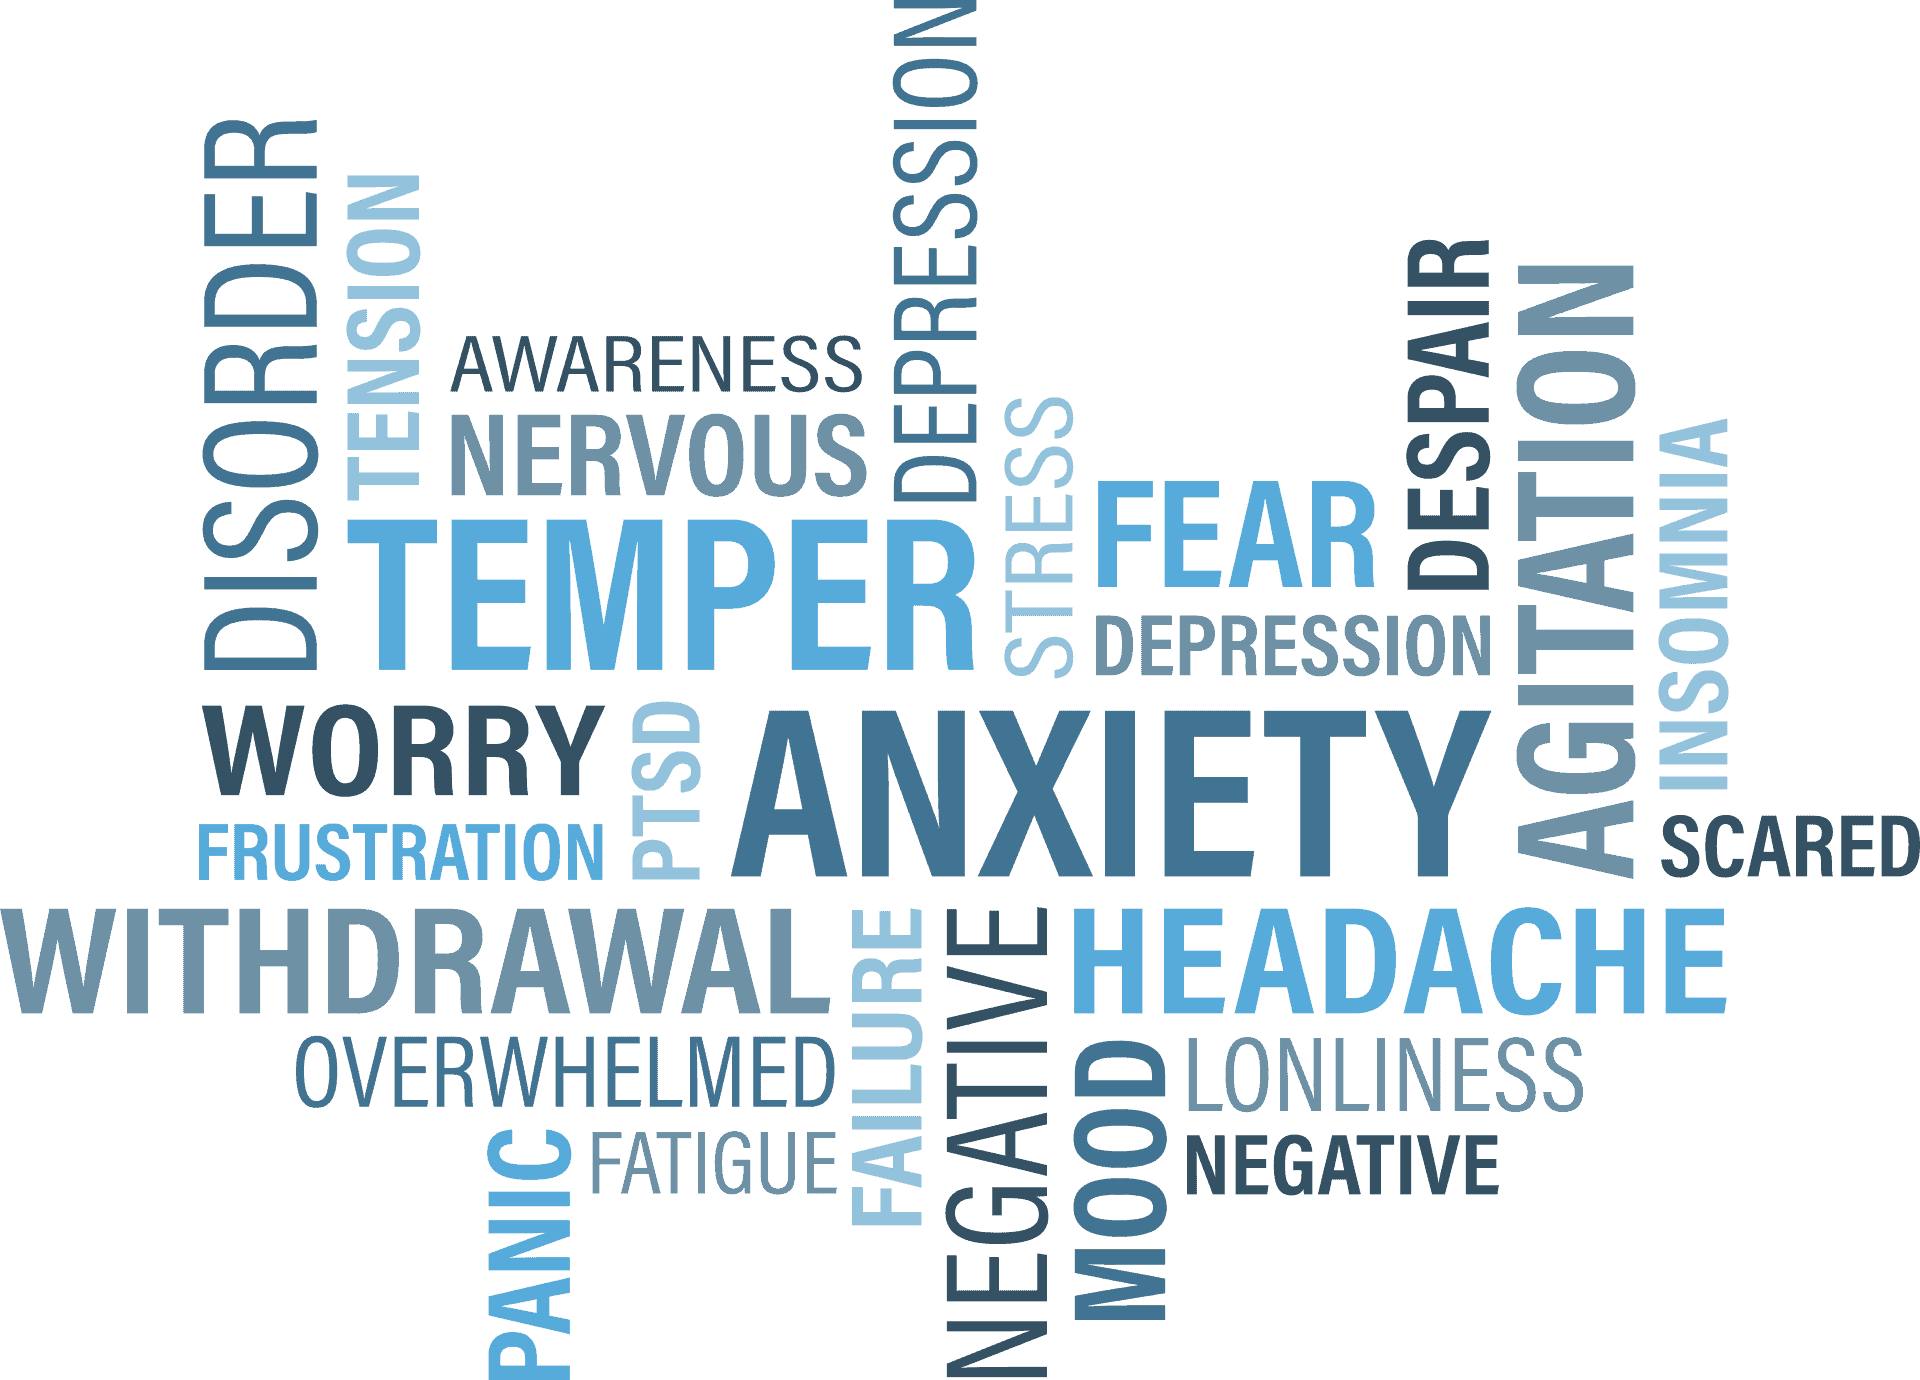 DISORDER
TENSION
AWARENESS
NERVOUS
DEPRESSION
TEMPER
STRESS
FEAR
DEPRESSION
DESPAIR
AGITATION
INSOMNIA
WORRY
PTSD
ANXIETY
SCARED
FRUSTRATION
WITHDRAWAL
FAILURE
NEGATIVE
HEADACHE
OVERWHELMED
MOOD
LONLINESS
PANIC
FATIGUE
NEGATIVE